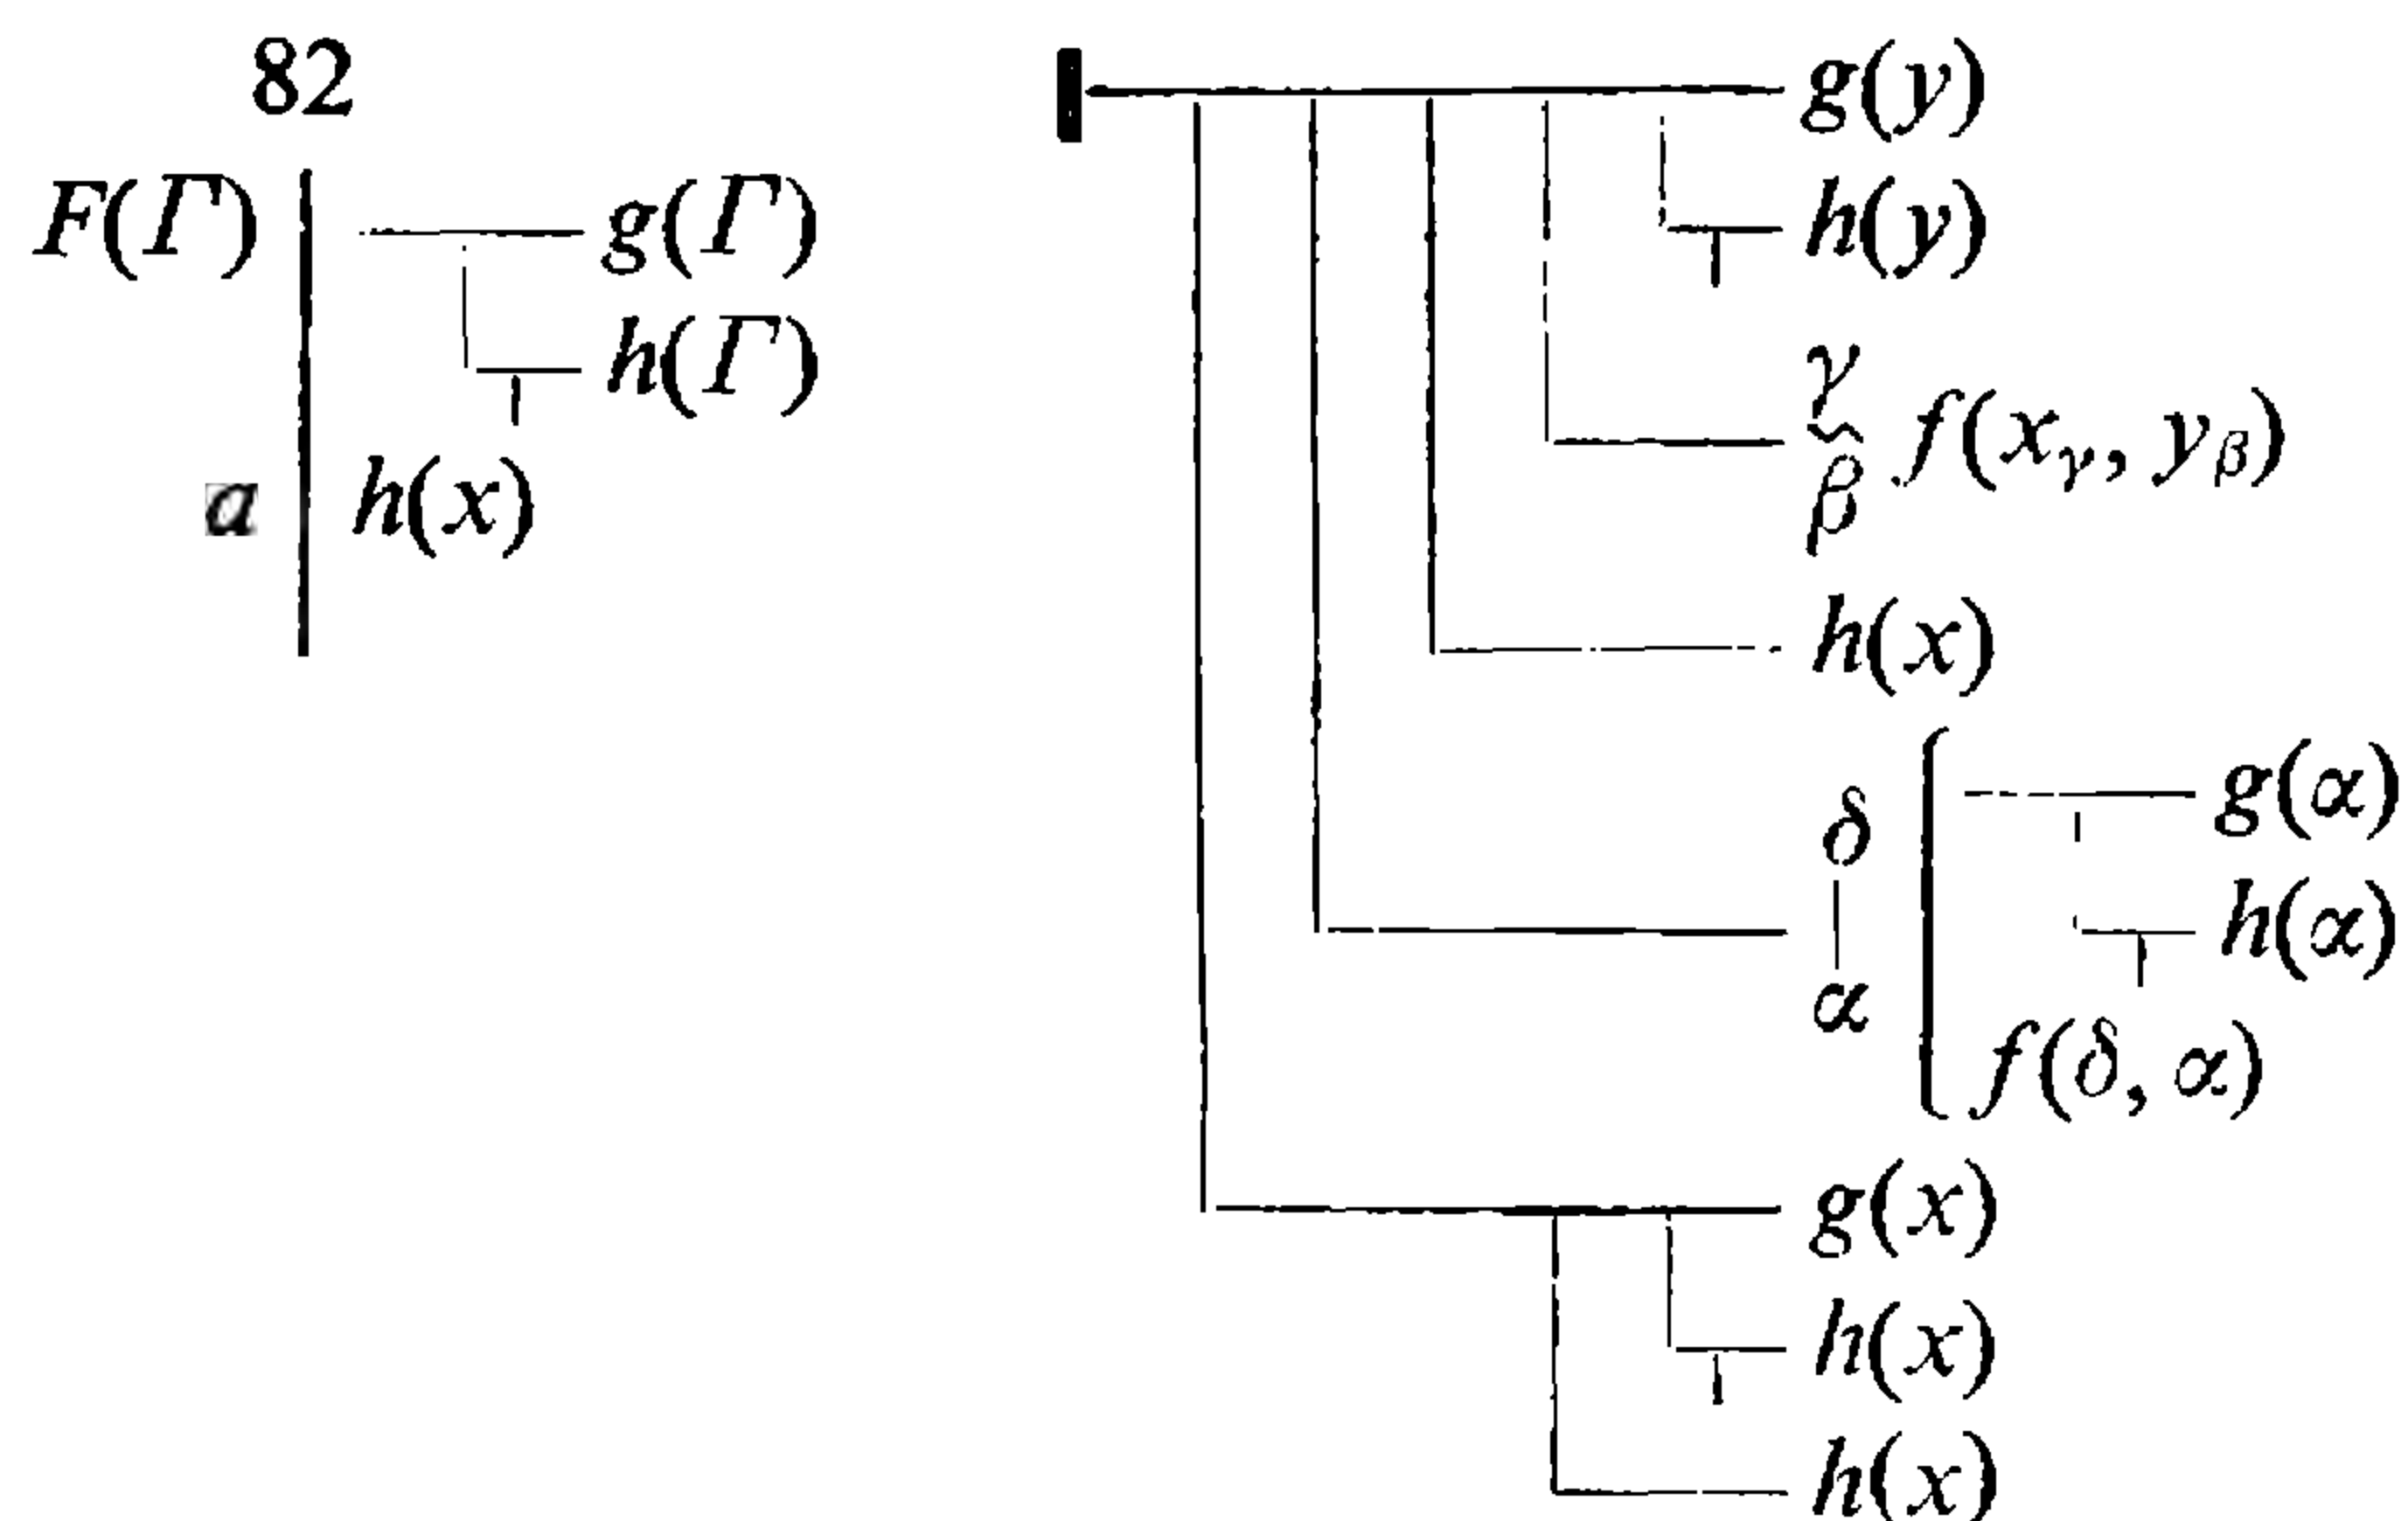 82
g(y)
F(Γ) g(Γ) h(y)
h(Γ)
γ
β f(x_γ, y_β)
a h(x)
h(x)
δ g(α)
h(α)
α
f(δ, α)
g(x)
h(x)
h(x)